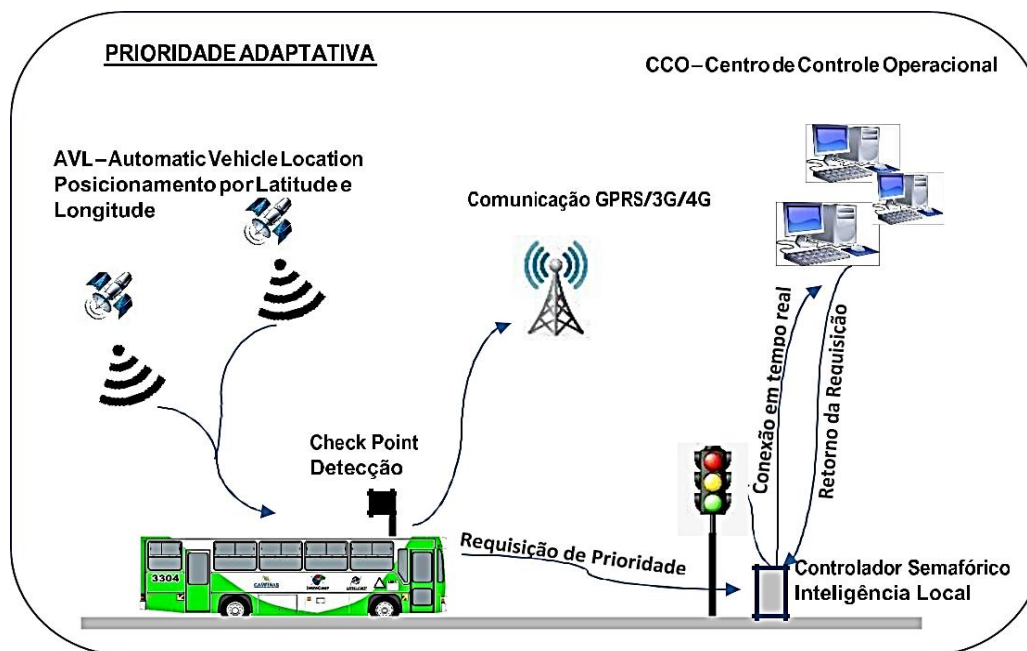 PRIORIDADE ADAPTATIVA
CCO – Centro de Controle Operacional
AVL – Automatic Vehicle Location
Posicionamento por Latitude e
Longitude
Comunicação GPRS/3G/4G
Conexão em tempo real
Retorno da Requisição
Check Point
Detecção
Requisição de Prioridade
Controlador Semafórico
Inteligência Local
3304
CAMPINAS